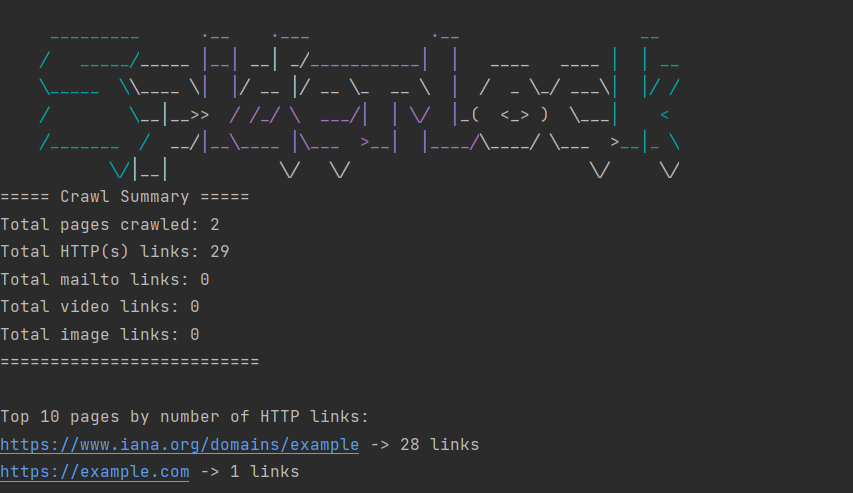 Spiderlock
===== Crawl Summary =====
Total pages crawled: 2
Total HTTP(s) links: 29
Total mailto links: 0
Total video links: 0
Total image links: 0
==========================
Top 10 pages by number of HTTP links:
https://www.iana.org/domains/example -> 28 links
https://example.com -> 1 links